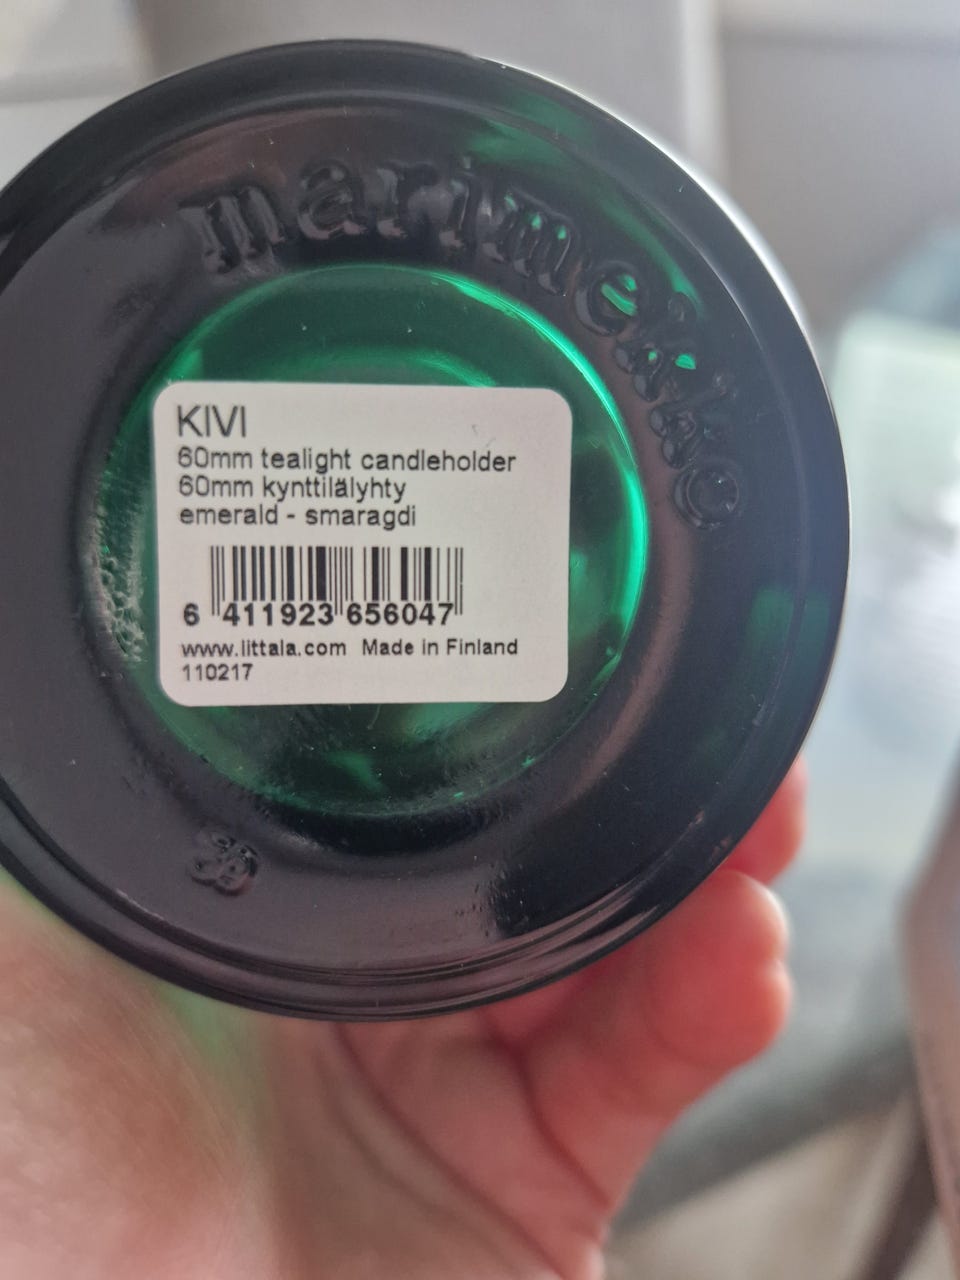 marimekko
KIVI
60mm tealight candleholder
60mm kynttilälyhty
emerald - smaragdi
6 411923 656047
www.iittala.com Made in Finland
110217